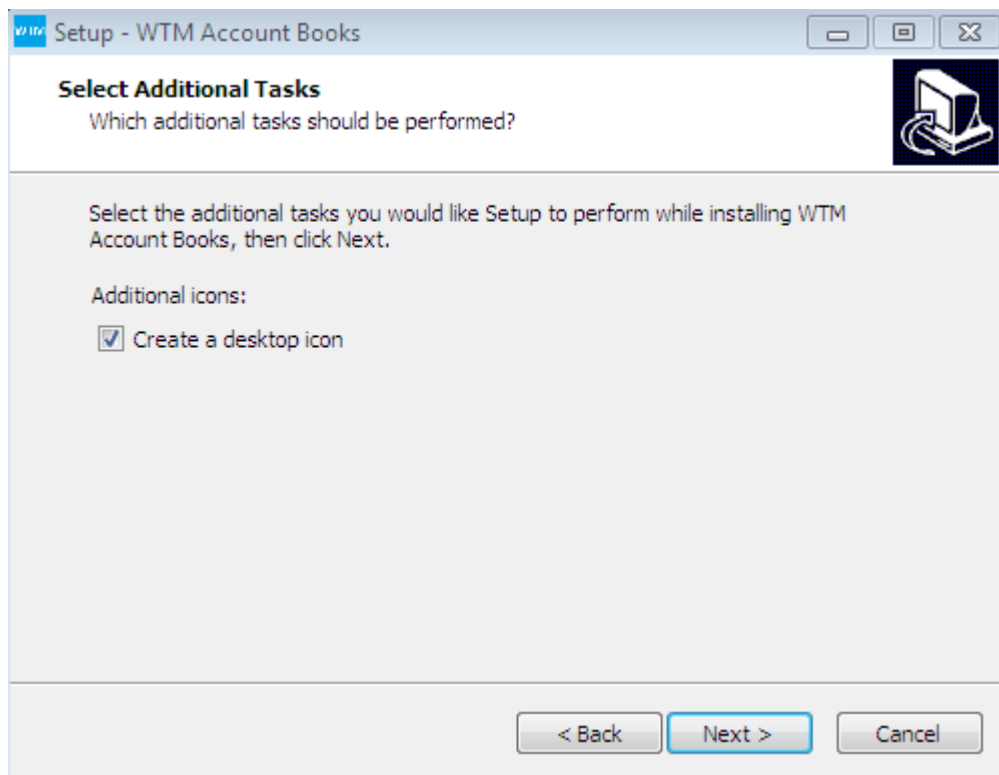 WTM Setup - WTM Account Books
Select Additional Tasks
Which additional tasks should be performed?
Select the additional tasks you would like Setup to perform while installing WTM
Account Books, then click Next.
Additional icons:
Create a desktop icon
< Back Next > Cancel